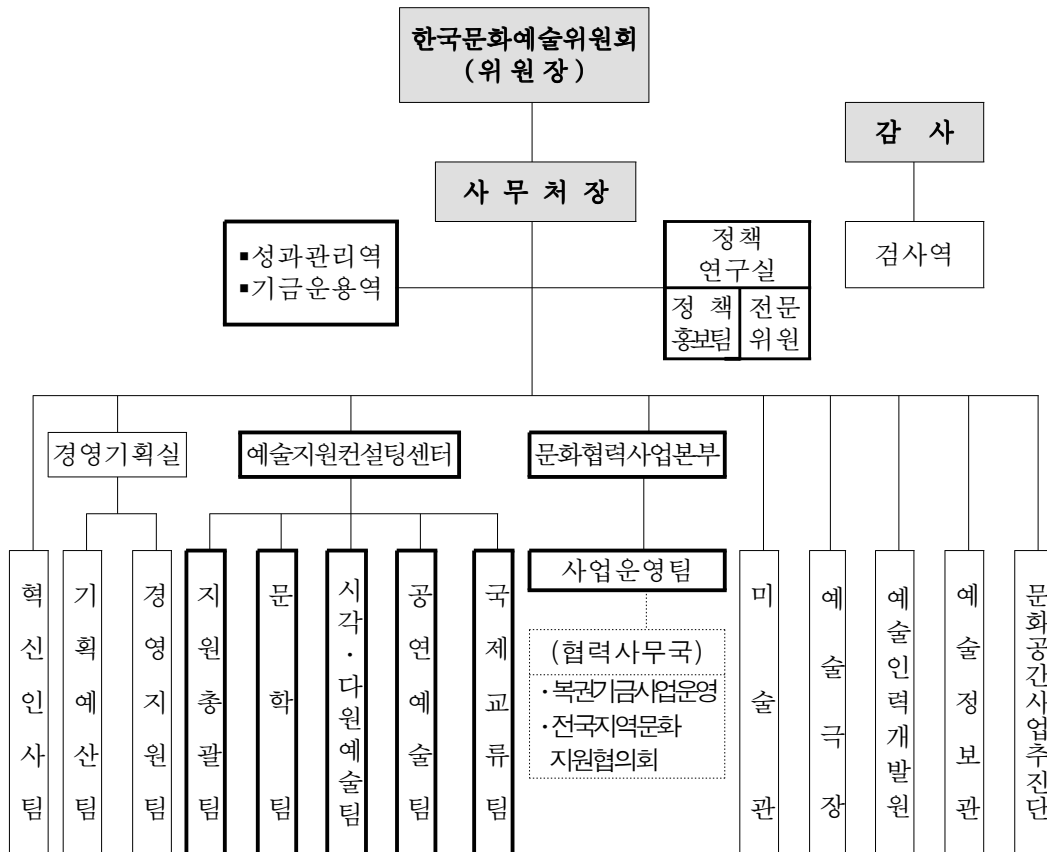 한국문화예술위원회
(위 원 장)
감 사
사 무 처 장
▪성과관리역
▪기금운용역
정책
연구실
정 책
홍보팀
전문
위원
검사역
경영기획실
예술지원컨설팅센터
문화협력사업본부
혁신인사팀
기획예산팀
경영지원팀
지원총괄팀
문학팀
시각·다원예술팀
공연예술팀
국제교류팀
사업운영팀
(협력사무국)
·복권기금사업운영
·전국지역문화
지원협의회
미술관
예술극장
예술인력개발원
예술정보관
문화공간사업추진단